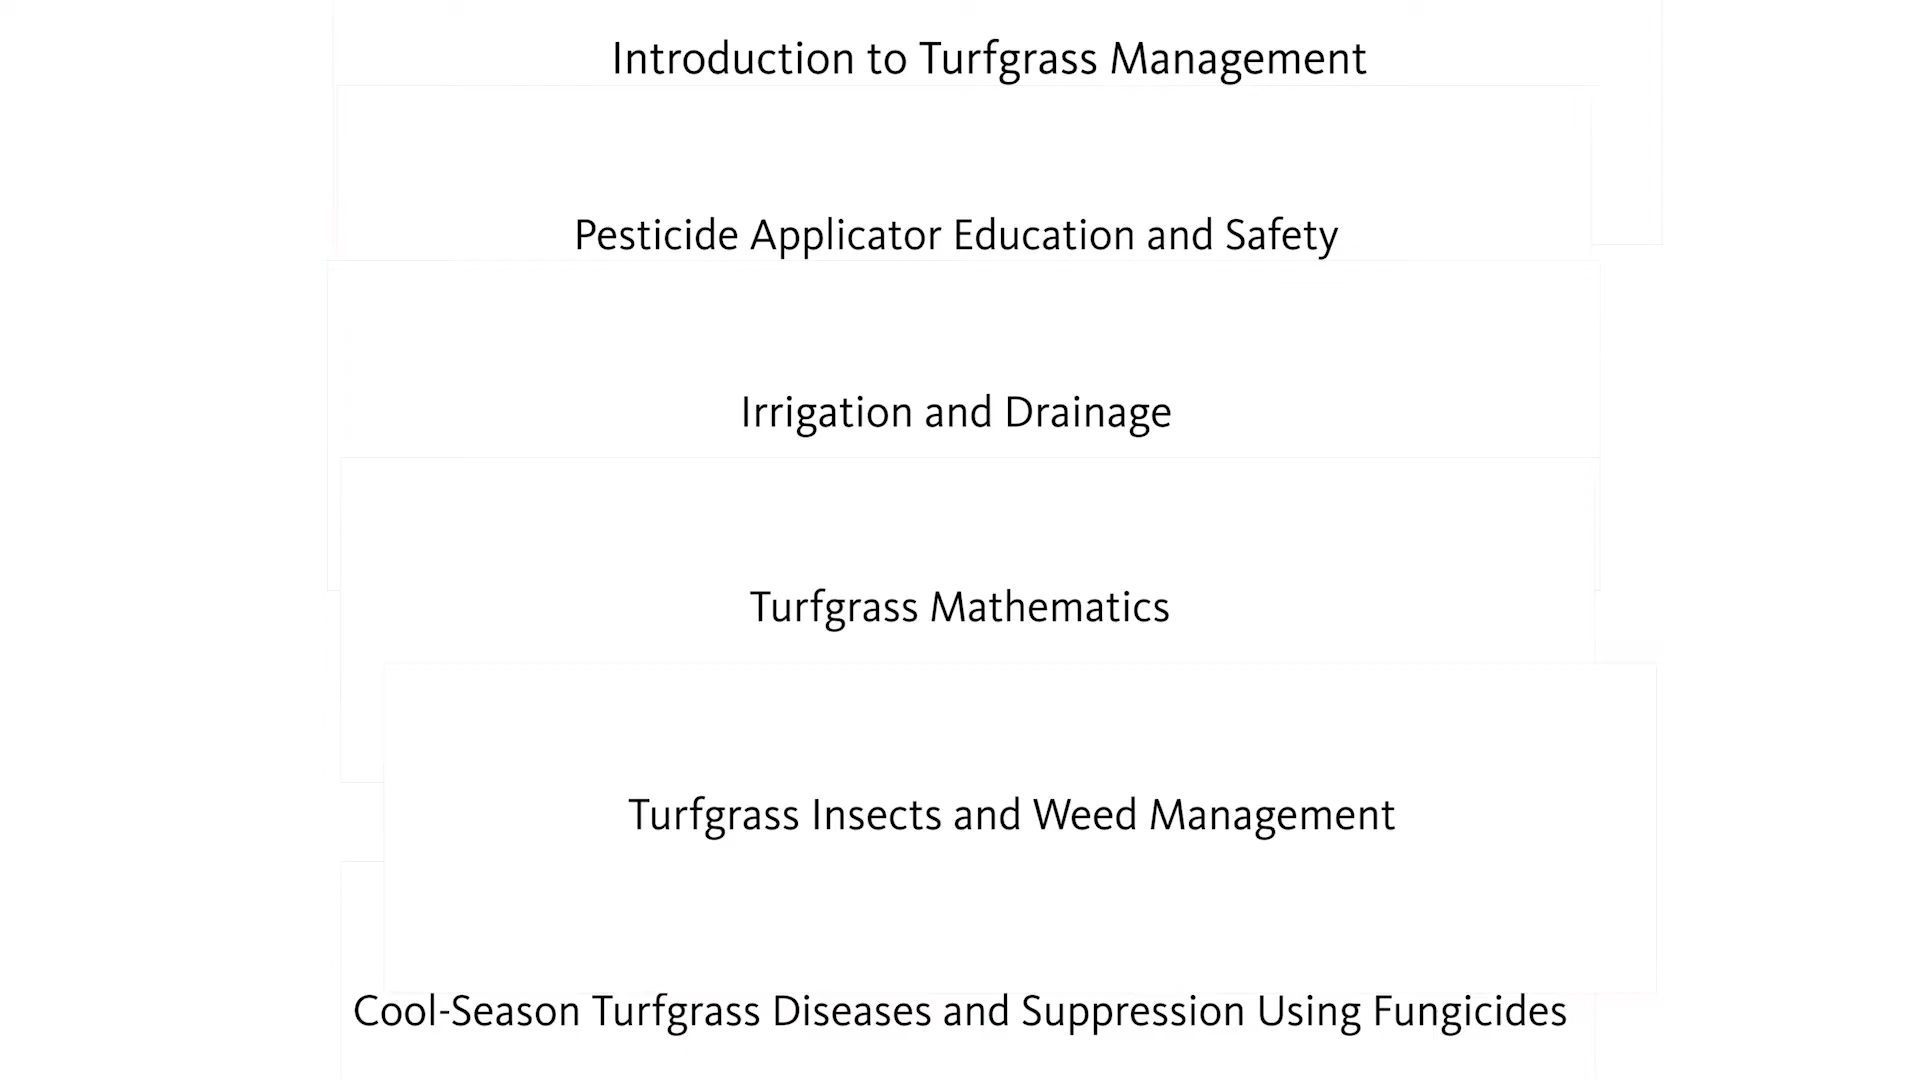 Introduction to Turfgrass Management
Pesticide Applicator Education and Safety
Irrigation and Drainage
Turfgrass Mathematics
Turfgrass Insects and Weed Management
Cool-Season Turfgrass Diseases and Suppression Using Fungicides